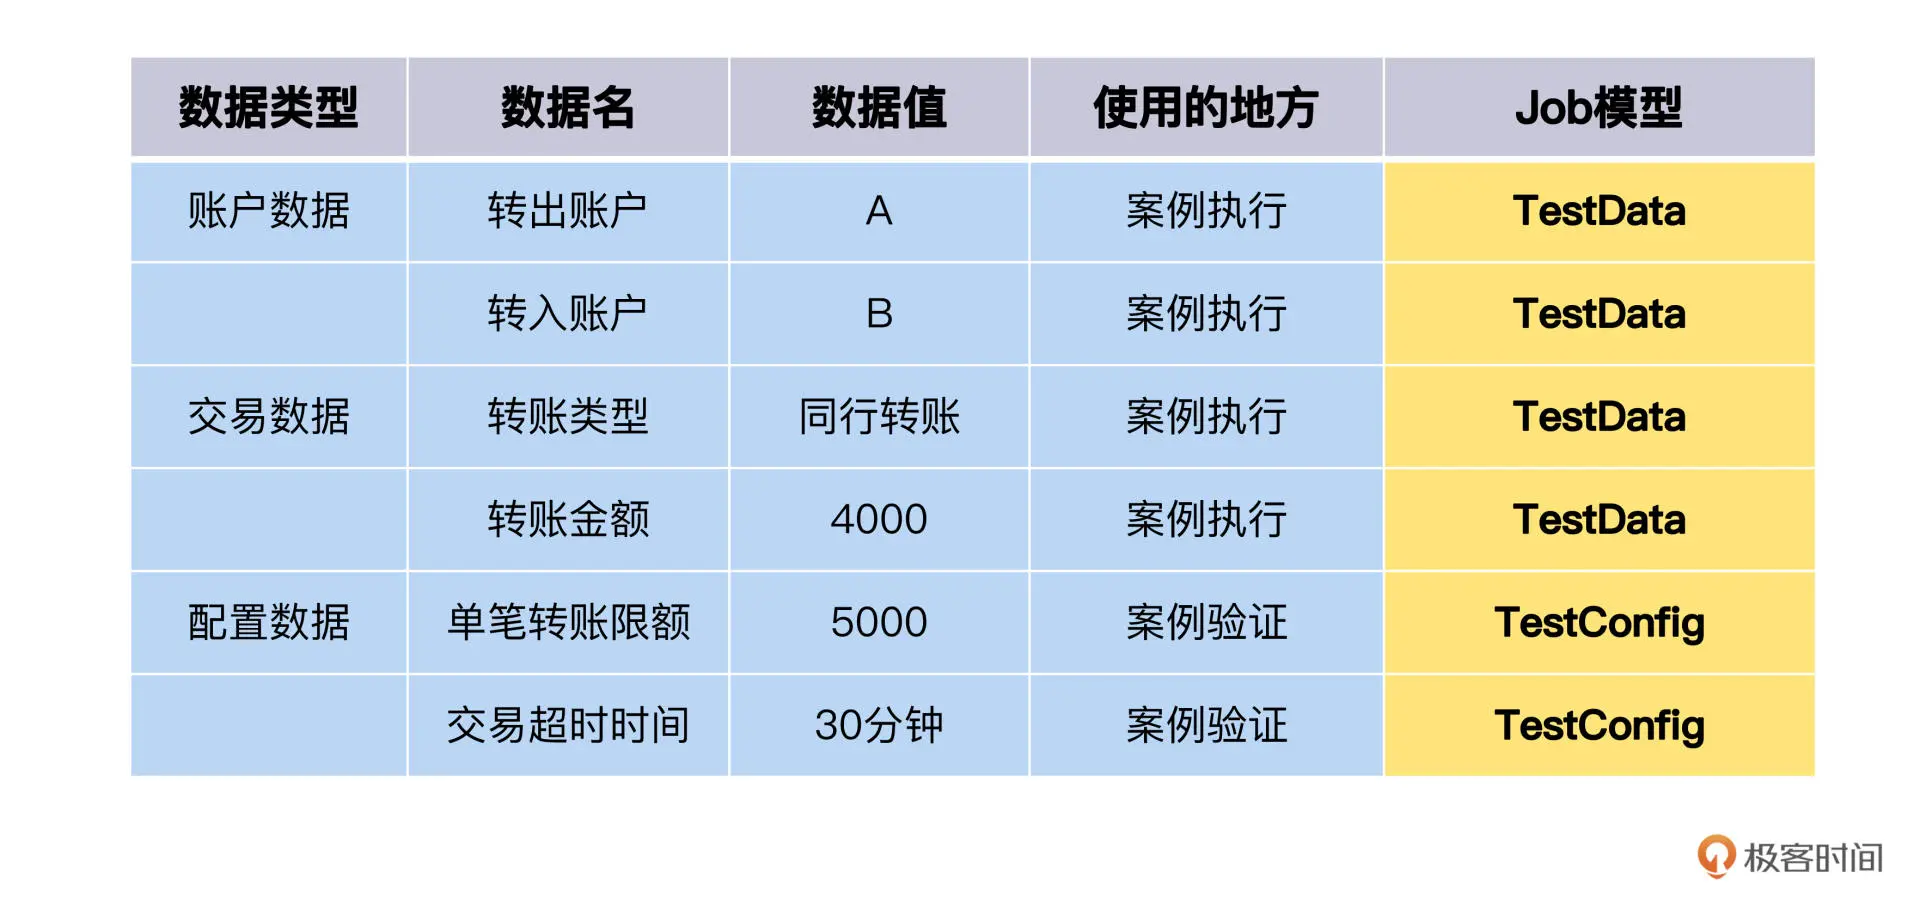 数据类型 数据名 数据值 使用的地方 Job模型
账户数据 转出账户 A 案例执行 TestData
转入账户 B 案例执行 TestData
交易数据 转账类型 同行转账 案例执行 TestData
转账金额 4000 案例执行 TestData
配置数据 单笔转账限额 5000 案例验证 TestConfig
交易超时时间 30分钟 案例验证 TestConfig
极客时间